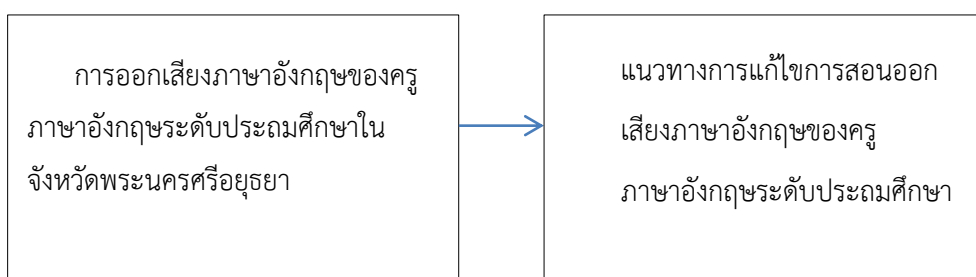 การออกเสียงภาษาอังกฤษของครู
ภาษาอังกฤษระดับประถมศึกษาใน
จังหวัดพระนครศรีอยุธยา
แนวทางการแก้ไขการสอนออก
เสียงภาษาอังกฤษของครู
ภาษาอังกฤษระดับประถมศึกษา